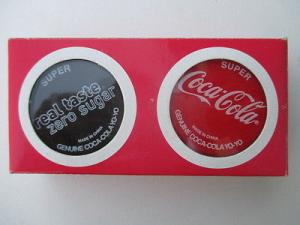 SUPER
real taste
zero sugar
MADE IN CHINA
GENUINE COCA-COLA YO-YO
SUPER
Coca-Cola
MADE IN CHINA
GENUINE COCA-COLA YO-YO